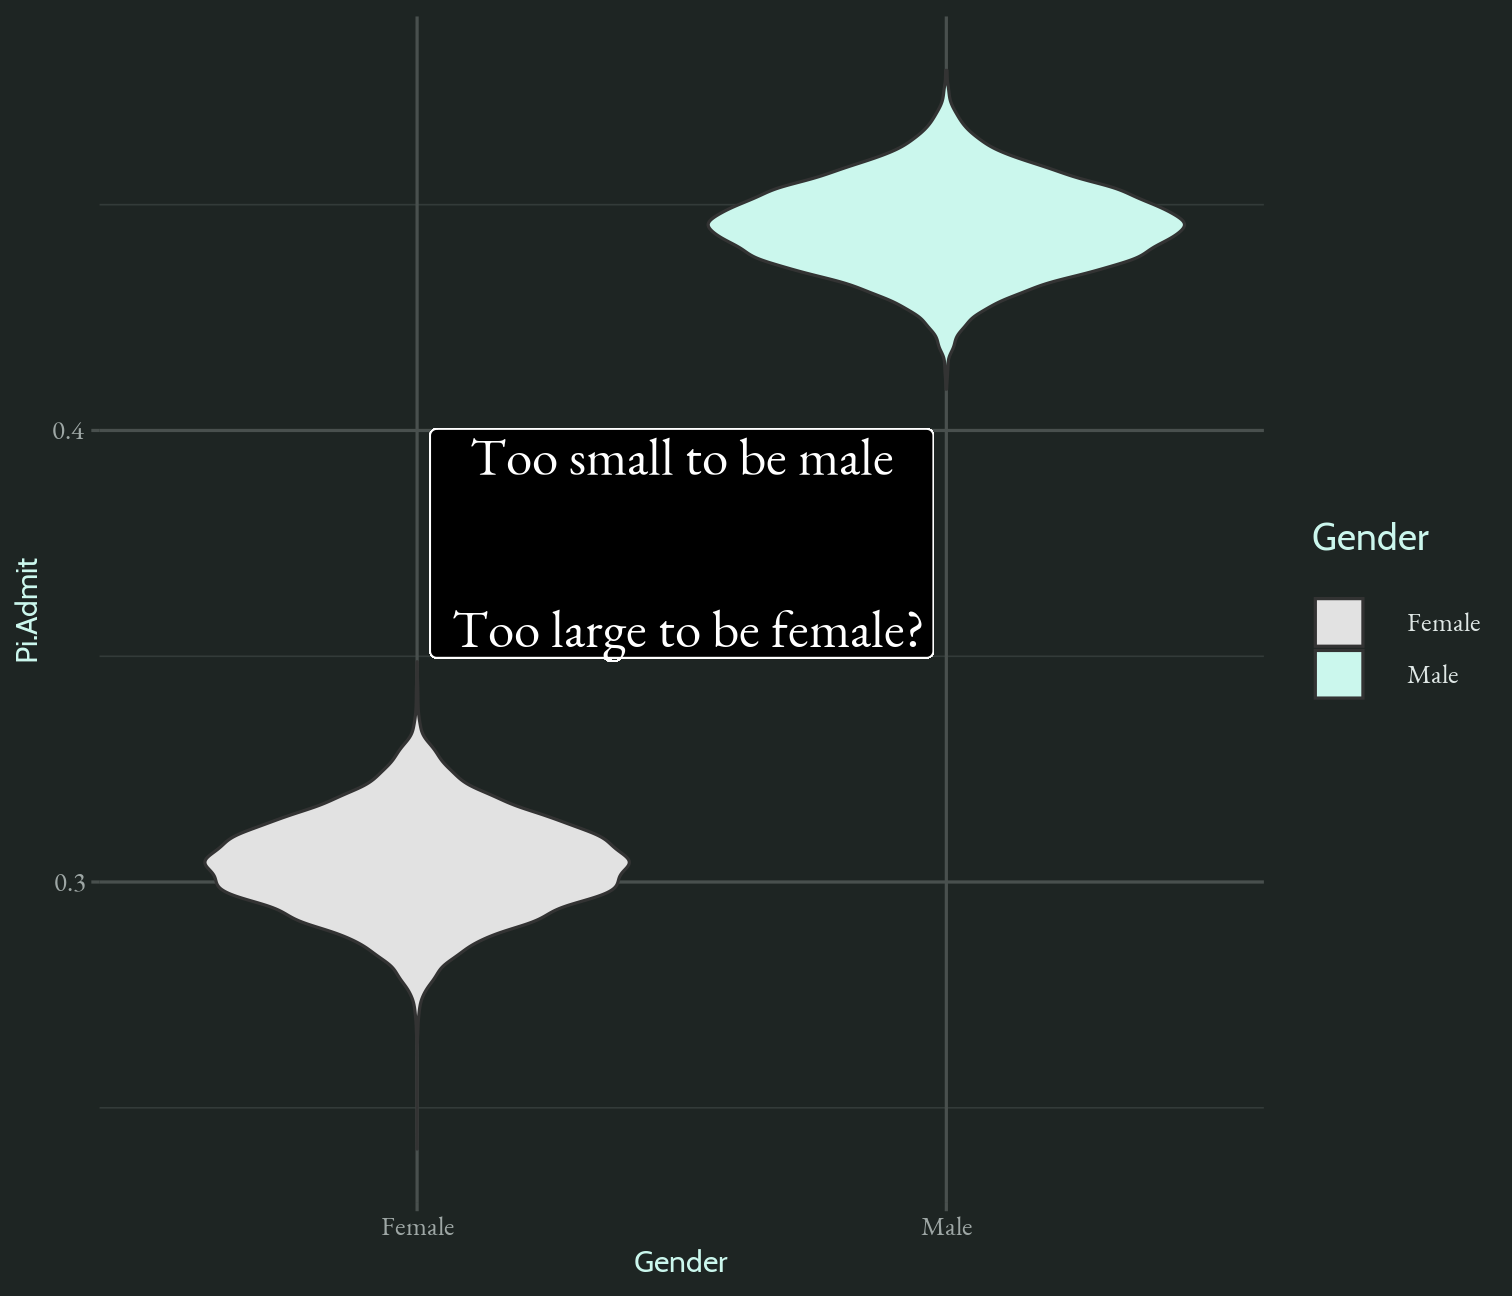 0.4
Too small to be male
Too large to be female?
Pi.Admit
0.3
Female
Male
Gender
Gender
Female
Male